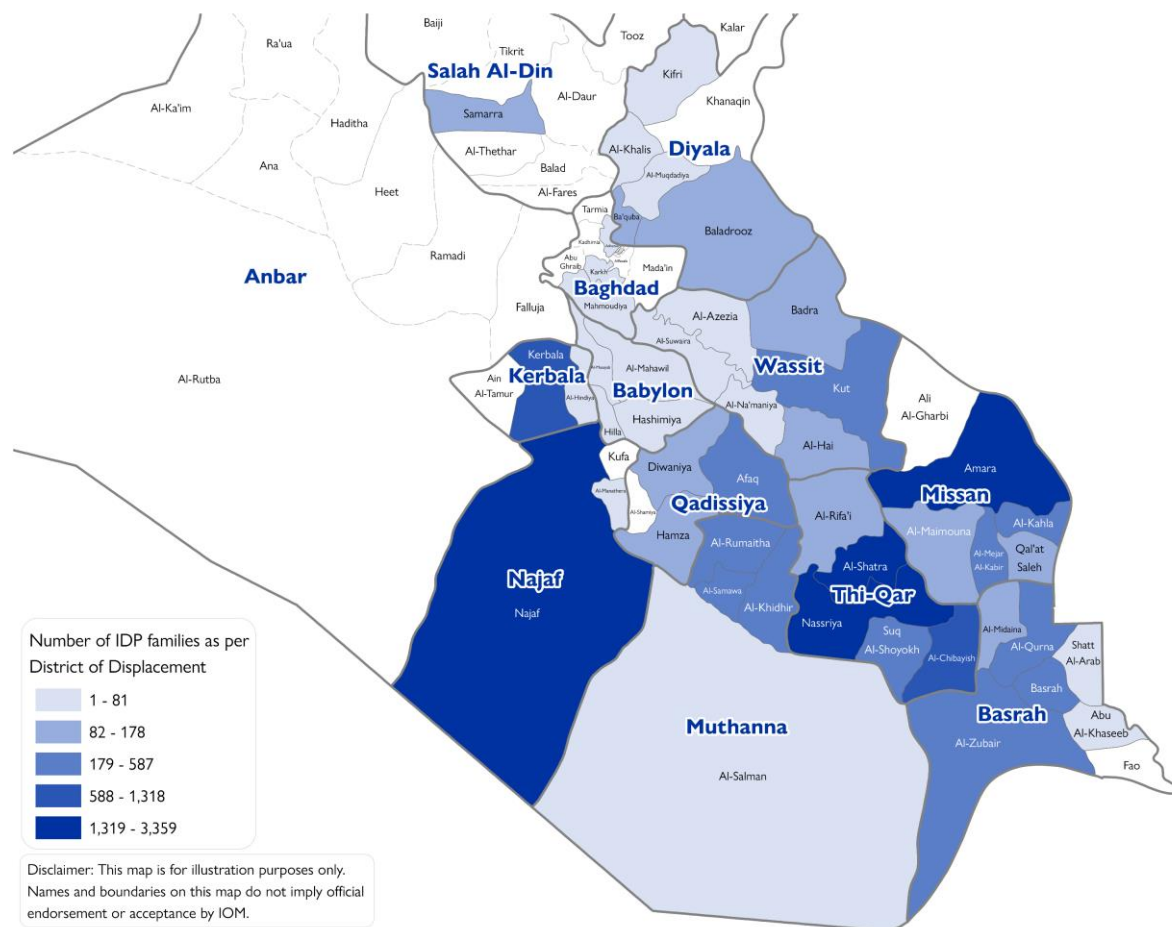 Baiji
Tooz
Kalar
Ra'ua
Tikrit
Salah Al-Din
Kifri
Al-Ka'im
Al-Daur
Khanaqin
Samarra
Haditha
Al-Khalis
Diyala
Al-Thethar
Ana
Balad
Al-Muqdadiya
Heet
Al-Fares
Tarmia
Ba'quba
Baladrooz
Kadhimia
Ramadi
Abu
Ghraib
Mada'in
Karkh
Anbar
Baghdad
Mahmoudiya
Falluja
Al-Azezia
Badra
Al-Suwaira
Kerbala
Wassit
Al-Mahawil
Al-Rutba
Ain
Al-Tamur
Kerbala
Babylon
Kut
Ali
Al-Gharbi
Al-Hindiya
Al-Na'maniya
Hashimiya
Hilla
Al-Hai
Kufa
Diwaniya
Afaq
Amara
Al-Manathera
Missan
Qadissiya
Al-Shamiya
Al-Rifa'i
Al-Kahla
Hamza
Al-Maimouna
Al-Rumaitha
Al-Mejar
Al-Kabir
Qal'at
Saleh
Al-Shatra
Najaf
Thi-Qar
Al-Samawa
Al-Khidhir
Najaf
Nassriya
Suq
Al-Shoyokh
Al-Midaina
Al-Qurna
Shatt
Al-Arab
Al-Chibayish
Basrah
Basrah
Abu
Al-Khaseeb
Muthanna
Al-Zubair
Fao
Al-Salman
Number of IDP families as per
District of Displacement
1 - 81
82 - 178
179 - 587
588 - 1,318
1,319 - 3,359
Disclaimer: This map is for illustration purposes only.
Names and boundaries on this map do not imply official
endorsement or acceptance by IOM.